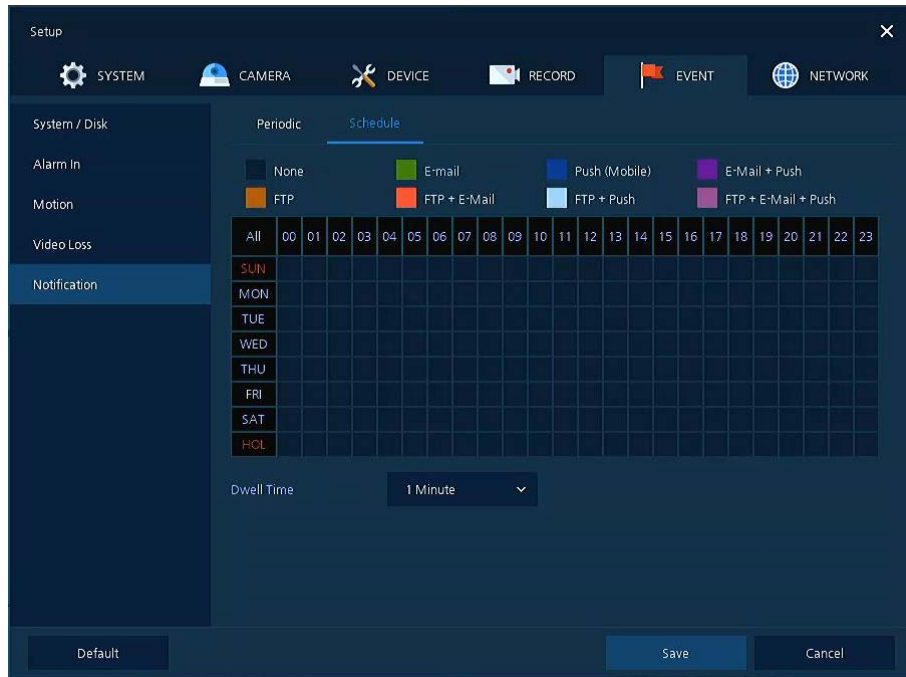 Setup
SYSTEM CAMERA DEVICE RECORD EVENT NETWORK
System / Disk
Alarm In
Motion
Video Loss
Notification
Periodic Schedule
None E-mail Push (Mobile) E-Mail + Push
FTP FTP + E-Mail FTP + Push FTP + E-Mail + Push
All 00 01 02 03 04 05 06 07 08 09 10 11 12 13 14 15 16 17 18 19 20 21 22 23
SUN
MON
TUE
WED
THU
FRI
SAT
HOL
Dwell Time 1 Minute
Default Save Cancel